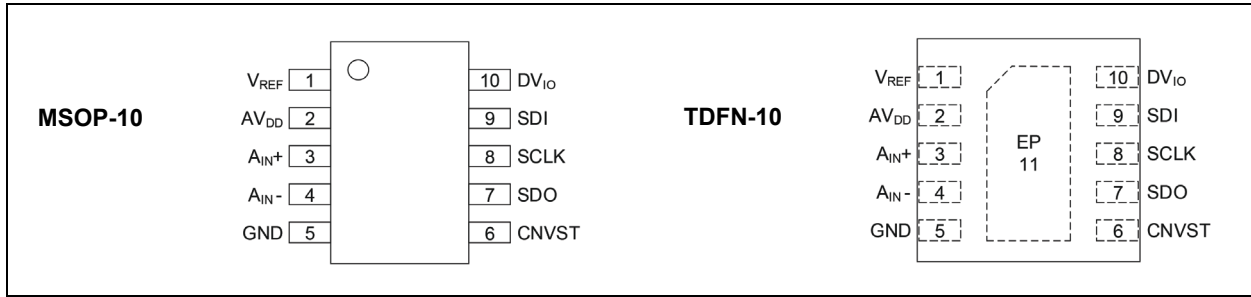 MSOP-10
V_REF 1 10 DV_IO
AV_DD 2 9 SDI
A_IN+ 3 8 SCLK
A_IN- 4 7 SDO
GND 5 6 CNVST
TDFN-10
V_REF 1 10 DV_IO
AV_DD 2 9 SDI
A_IN+ 3 8 SCLK
A_IN- 4 7 SDO
GND 5 6 CNVST
EP
11